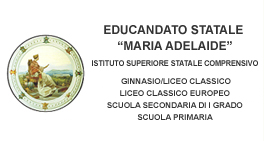 EDUCANDATO STATALE
“MARIA ADELAIDE”
ISTITUTO SUPERIORE STATALE COMPRENSIVO
GINNASIO/LICEO CLASSICO
LICEO CLASSICO EUROPEO
SCUOLA SECONDARIA DI I GRADO
SCUOLA PRIMARIA